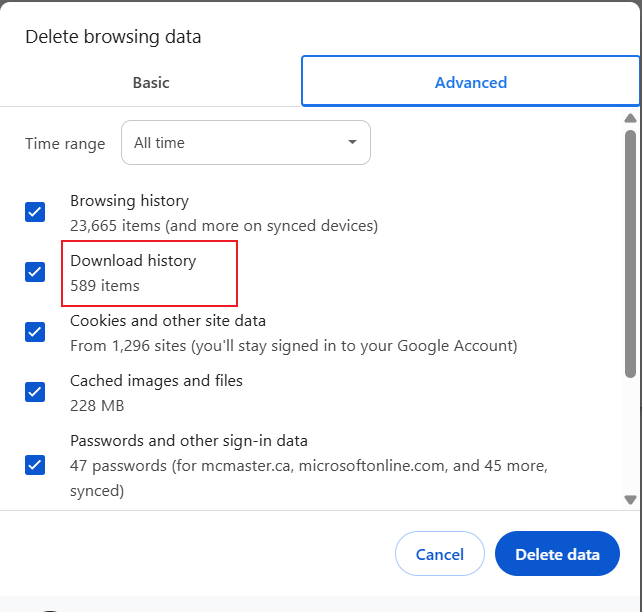 Delete browsing data
Basic
Advanced
Time range
All time
Browsing history
23,665 items (and more on synced devices)
Download history
589 items
Cookies and other site data
From 1,296 sites (you'll stay signed in to your Google Account)
Cached images and files
228 MB
Passwords and other sign-in data
47 passwords (for mcmaster.ca, microsoftonline.com, and 45 more,
synced)
Cancel
Delete data